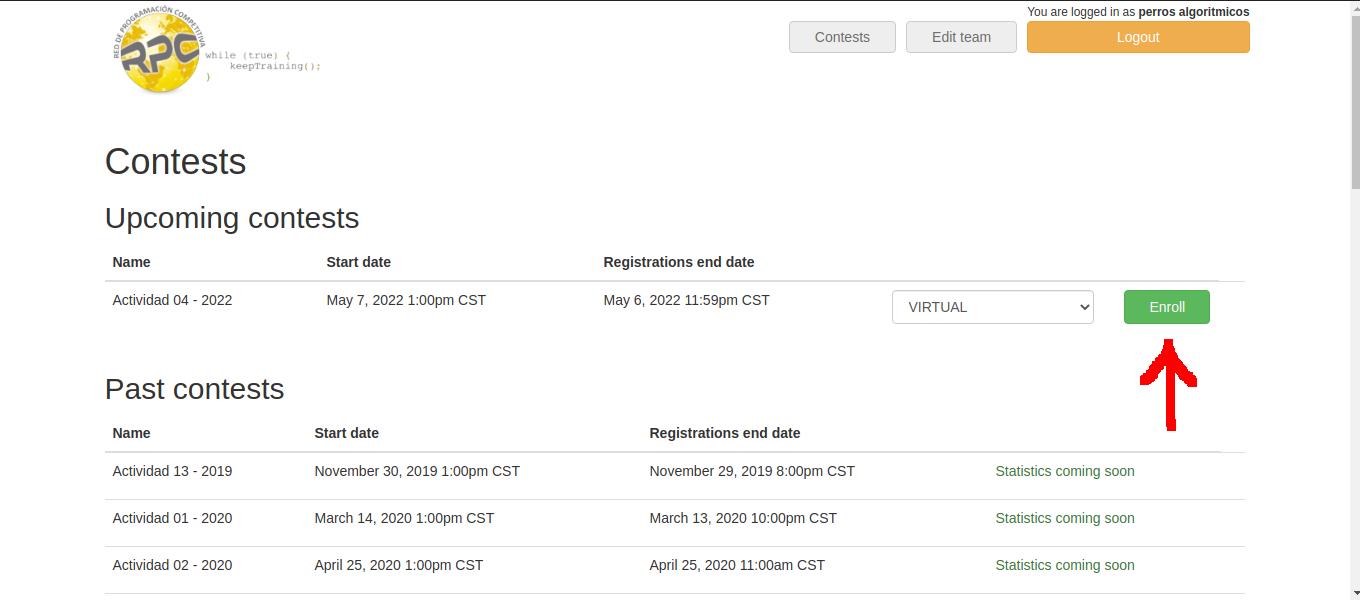 You are logged in as perros algoritmicos
RED DE PROGRAMACIÓN COMPETITIVA
RPC
while (true) {
keepTraining();
}
Contests Edit team Logout
Contests
Upcoming contests
Name Start date Registrations end date
Actividad 04 - 2022 May 7, 2022 1:00pm CST May 6, 2022 11:59pm CST VIRTUAL Enroll
Past contests
Name Start date Registrations end date
Actividad 13 - 2019 November 30, 2019 1:00pm CST November 29, 2019 8:00pm CST Statistics coming soon
Actividad 01 - 2020 March 14, 2020 1:00pm CST March 13, 2020 10:00pm CST Statistics coming soon
Actividad 02 - 2020 April 25, 2020 1:00pm CST April 25, 2020 11:00am CST Statistics coming soon